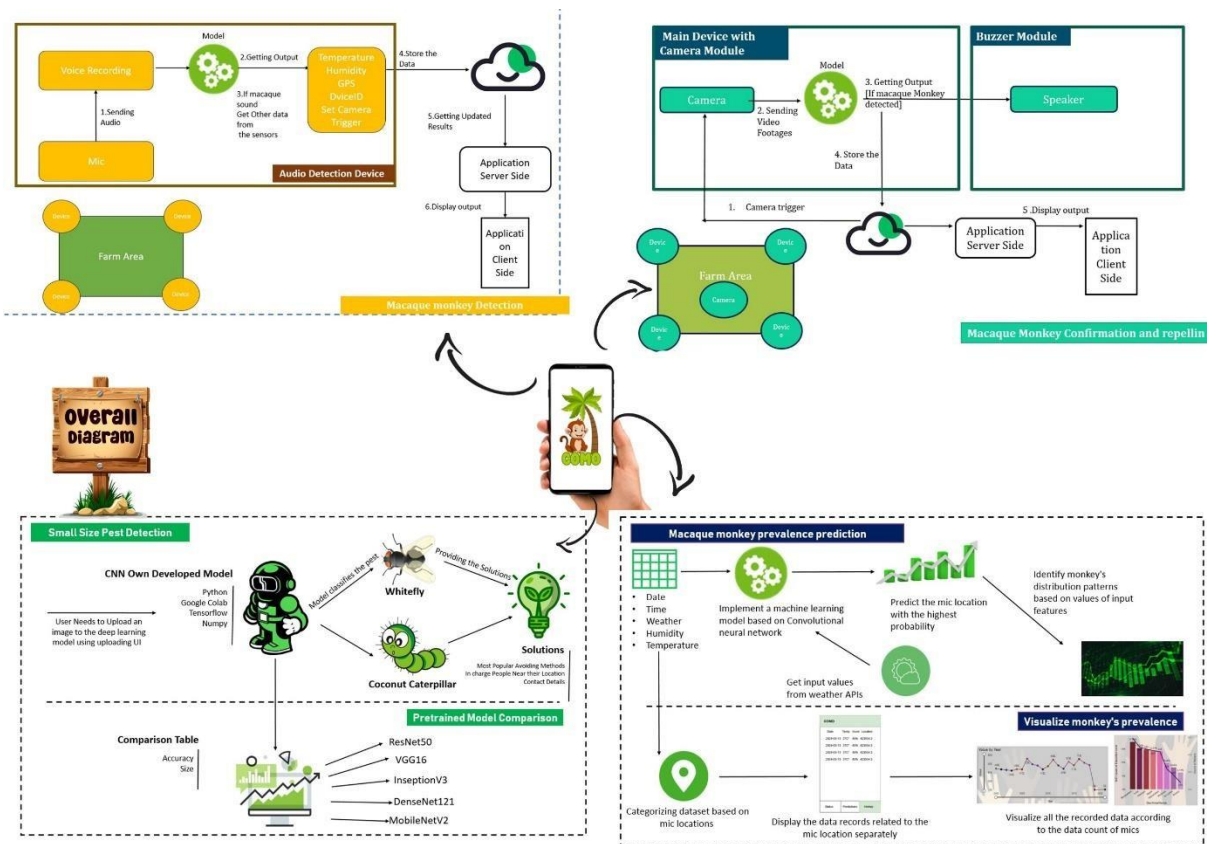 Model
Voice Recording
2.Getting Output
Temperature
Humidity
GPS
DviceID
Set Camera
Trigger
4.Store the
Data
3.If macaque
sound
Get Other data
from
the sensors
1.Sending
Audio
Mic
Audio Detection Device
5.Getting Updated
Results
Application
Server Side
6.Display output
Applicati
on
Client
Side
Device
Device
Farm Area
Device
Device
Macaque monkey Detection
Main Device with
Camera Module
Buzzer Module
Model
Camera
3. Getting Output
[If macaque Monkey
detected]
Speaker
2. Sending
Video
Footages
4. Store the
Data
1. Camera trigger
Application
Server Side
5 .Display output
Applica
tion
Client
Side
Devic
e
Devic
e
Farm Area
Camera
Devic
e
Devic
e
Macaque Monkey Confirmation and repellin
Overall
Diagram
COMO
Small Size Pest Detection
CNN Own Developed Model
Python
Google Colab
Tensorflow
Numpy
User Needs to Upload an
image to the deep learning
model using uploading UI
Model classifies the pest
Whitefly
Providing the Solutions
Coconut Caterpillar
Solutions
Most Popular Avoiding Methods
In charge People Near their Location
Contact Details
Pretrained Model Comparison
Comparison Table
Accuracy
Size
ResNet50
VGG16
InseptionV3
DenseNet121
MobileNetV2
Macaque monkey prevalence prediction
• Date
• Time
• Weather
• Humidity
• Temperature
Implement a machine learning
model based on Convolutional
neural network
Predict the mic location
with the highest
probability
Identify monkey's
distribution patterns
based on values of input
features
Get input values
from weather APIs
Visualize monkey's prevalence
Categorizing dataset based on
mic locations
Display the data records related to the
mic location separately
Visualize all the recorded data according
to the data count of mics